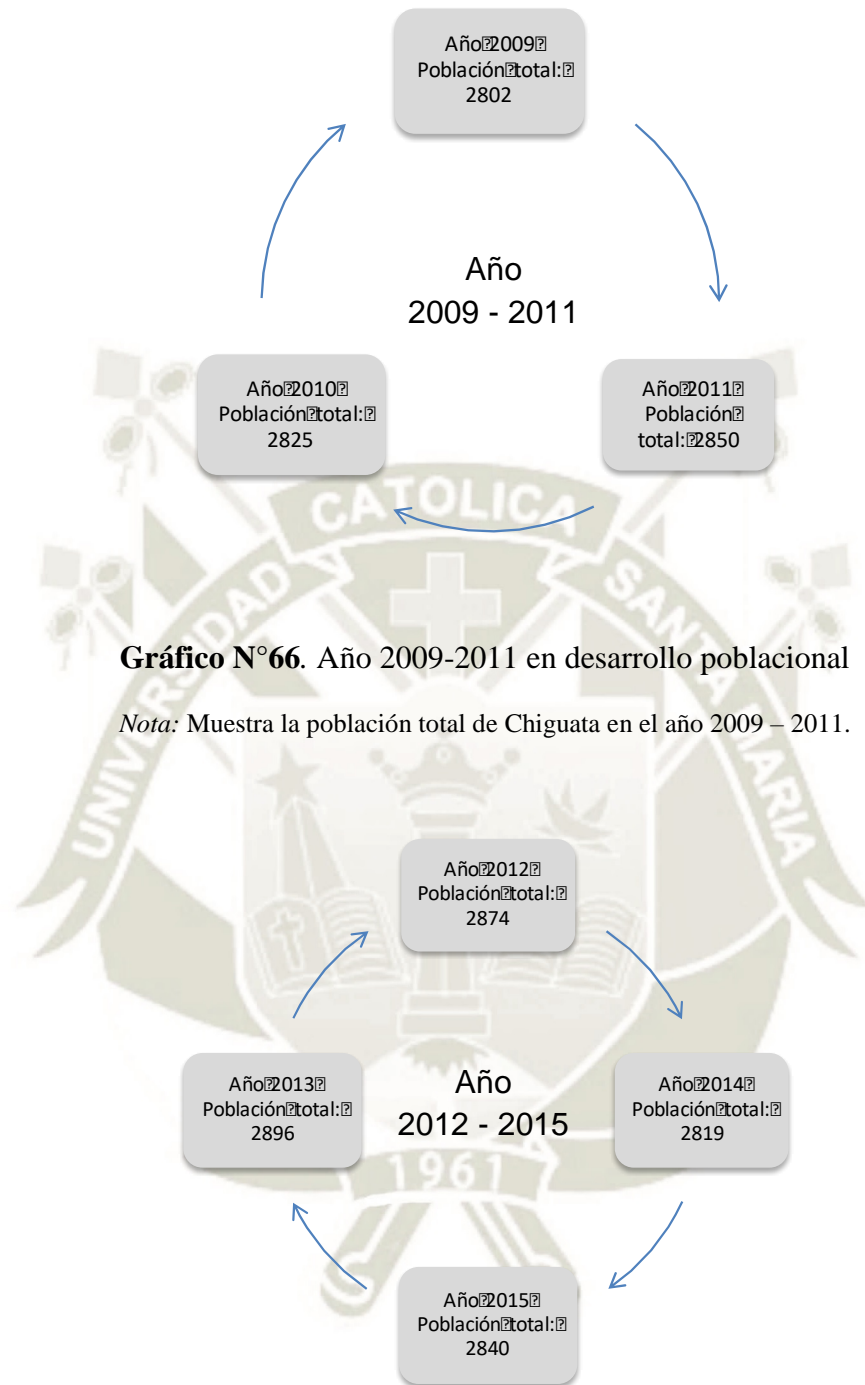 Año 2009
Población total:
2802
Año
2009 - 2011
Año 2010
Población total:
2825
Año 2011
Población
total: 2850
UNIVERSIDAD CATOLICA SANTA MARIA
Gráfico N°66. Año 2009-2011 en desarrollo poblacional
Nota: Muestra la población total de Chiguata en el año 2009 – 2011.
Año 2012
Población total:
2874
Año 2013
Población total:
2896
Año
2012 - 2015
Año 2014
Población total:
2819
1961
Año 2015
Población total:
2840